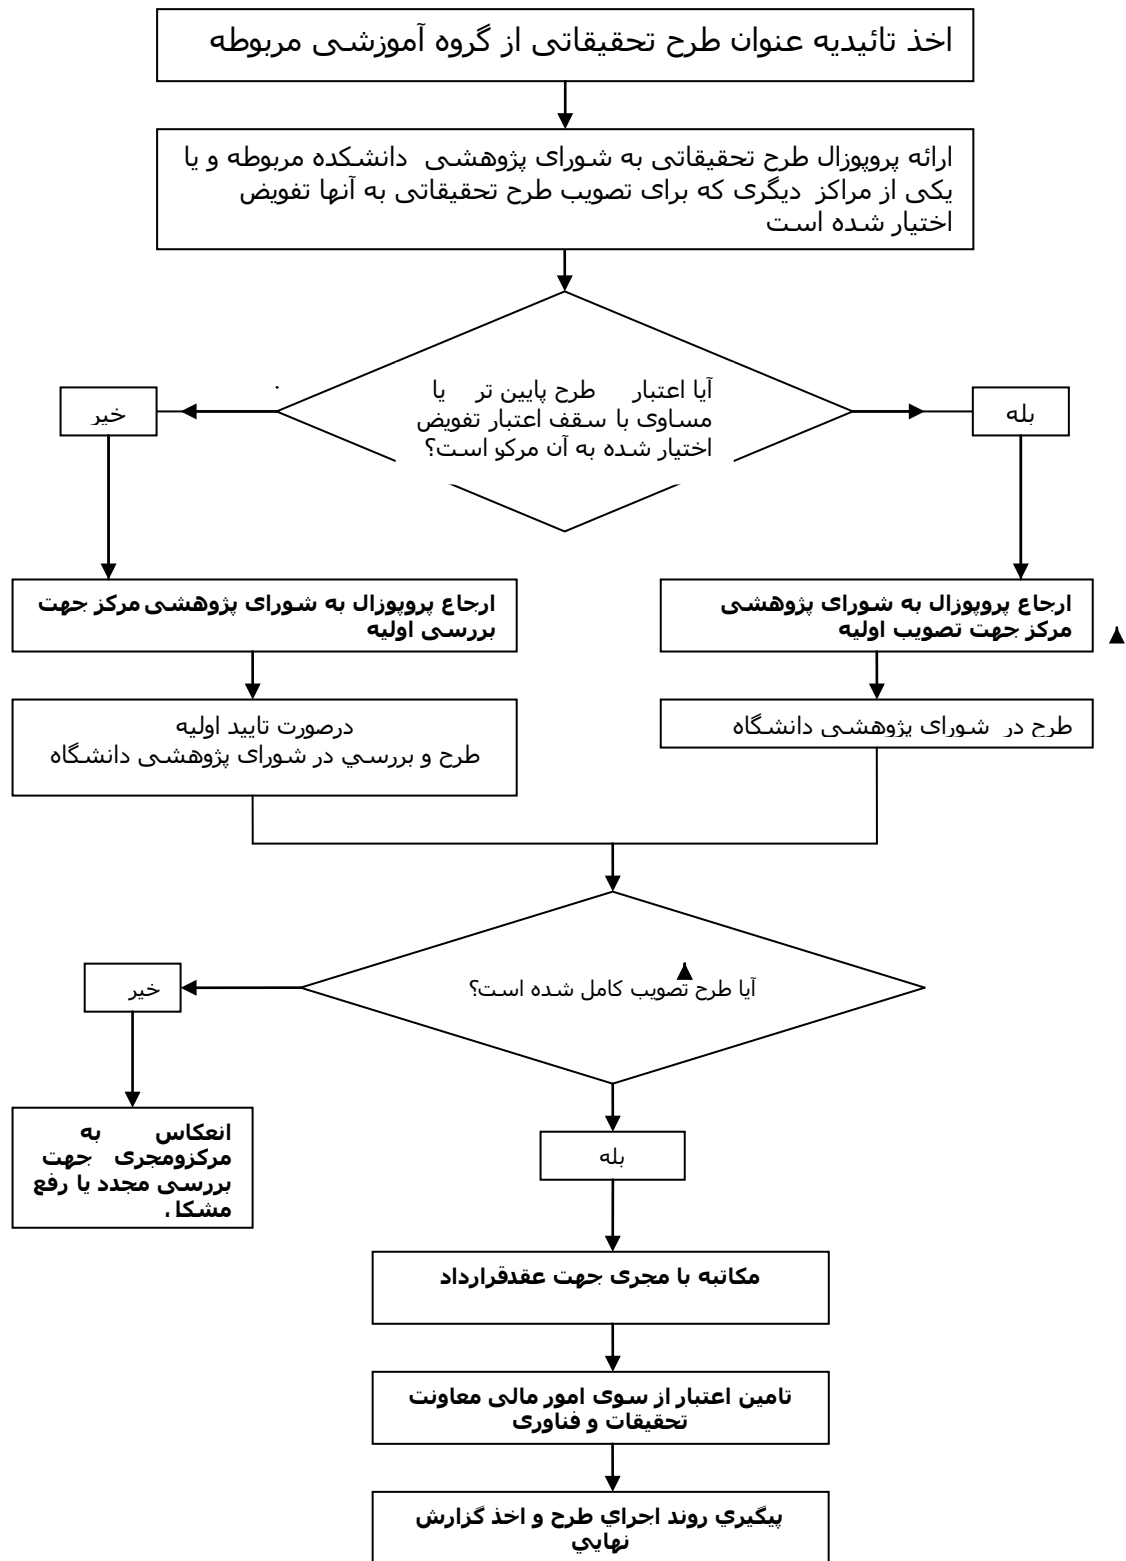 اخذ تائیدیه عنوان طرح تحقیقاتی از گروه آموزشی مربوطه
ارائه پروپوزال طرح تحقیقاتی به شورای پژوهشی دانشکده مربوطه و یا
یکی از مراکز دیگری که برای تصویب طرح تحقیقاتی به آنها تفویض
اختیار شده است
آیا اعتبار طرح پایین تر یا
مساوی با سقف اعتبار تفویض
اختیار شده به آن مرکو است؟
بله
خیر
ارجاع پروپوزال به شورای پژوهشی
مرکز جهت تصویب اولیه
ارجاع پروپوزال به شورای پژوهشی مرکز جهت
بررسی اولیه
طرح در شورای پژوهشی دانشگاه
درصورت تایید اولیه
طرح و بررسي در شورای پژوهشی دانشگاه
آیا طرح تصویب کامل شده است؟
خیر
بله
انعکاس به
مرکزومجری جهت
بررسی مجدد یا رفع
مکاتبه با مجری جهت عقدقرارداد
تامین اعتبار از سوی امور مالی معاونت
تحقیقات و فناوری
پیگیري روند اجراي طرح و اخذ گزارش
نهایي